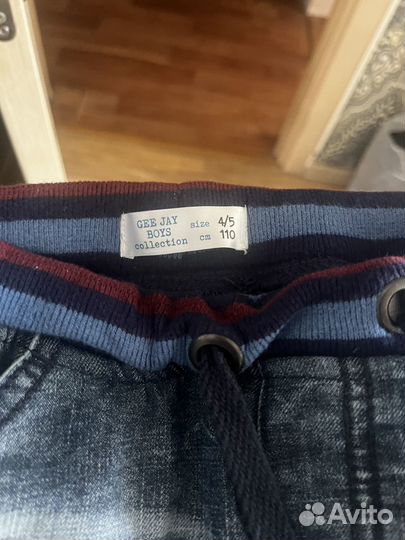 GEE JAY
BOYS
collection
size 4/5
cm 110
Avito